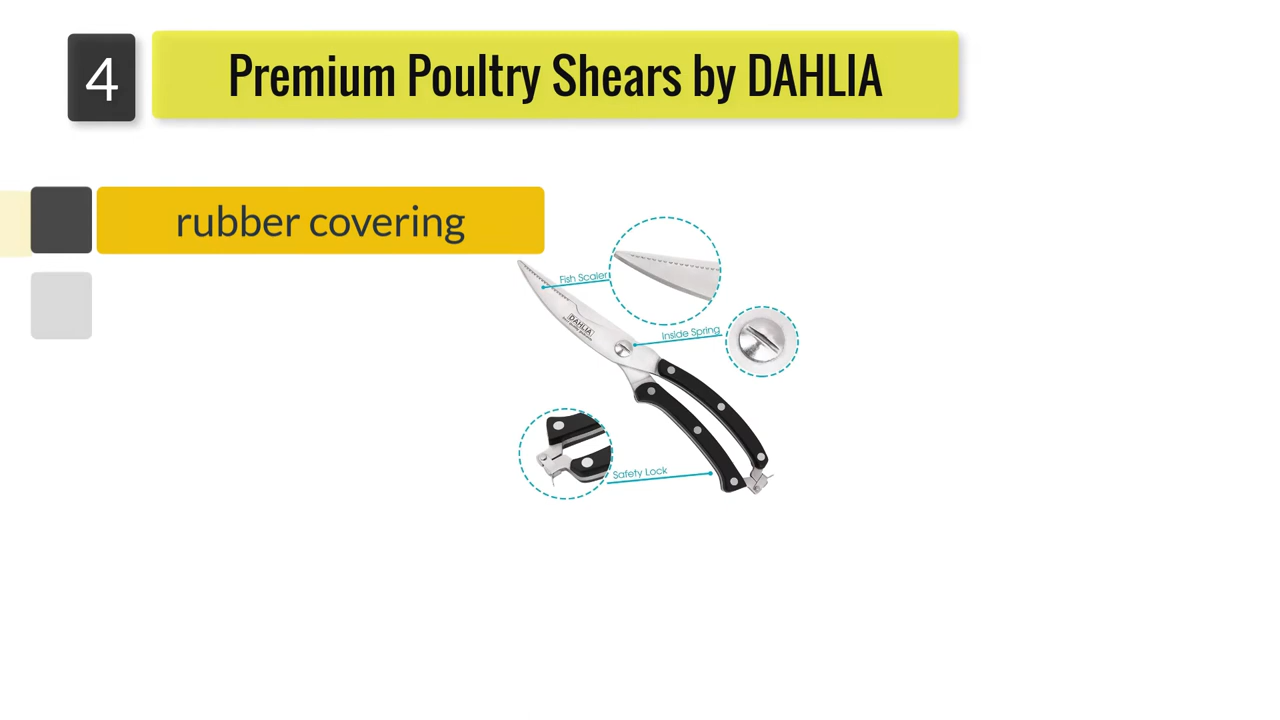 4
Premium Poultry Shears by DAHLIA
rubber covering
Fish Scaler
Inside Spring
DAHLIA
Safety Lock